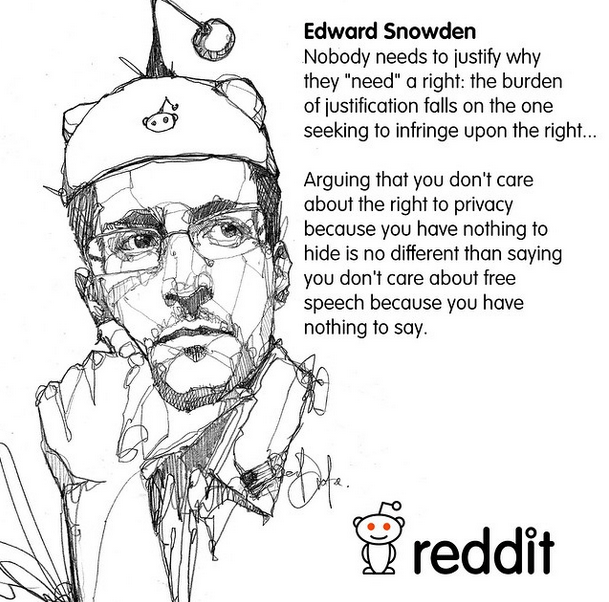 Edward Snowden
Nobody needs to justify why
they "need" a right: the burden
of justification falls on the one
seeking to infringe upon the right...
Arguing that you don't care
about the right to privacy
because you have nothing to
hide is no different than saying
you don't care about free
speech because you have
nothing to say.
reddit